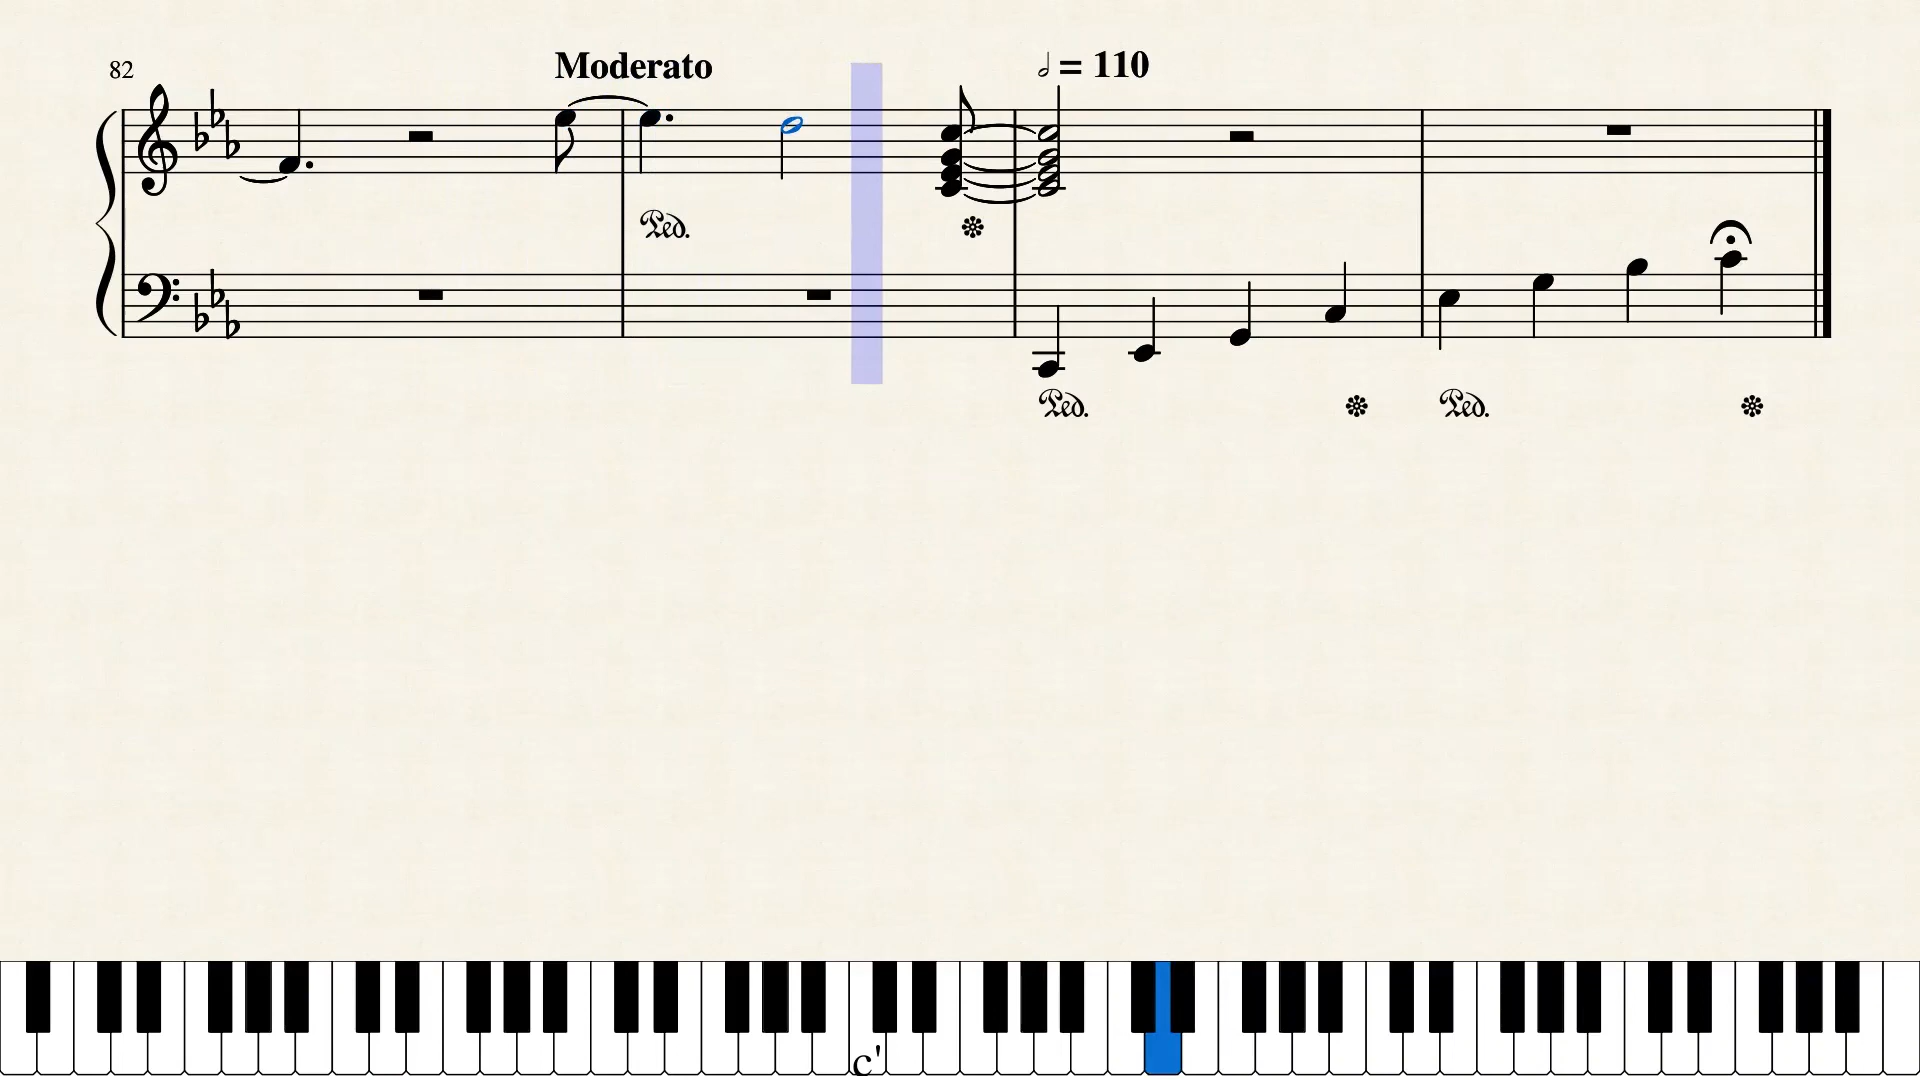 82
Moderato
𝅗𝅥 = 110
Ped.
Ped. Ped.
c'